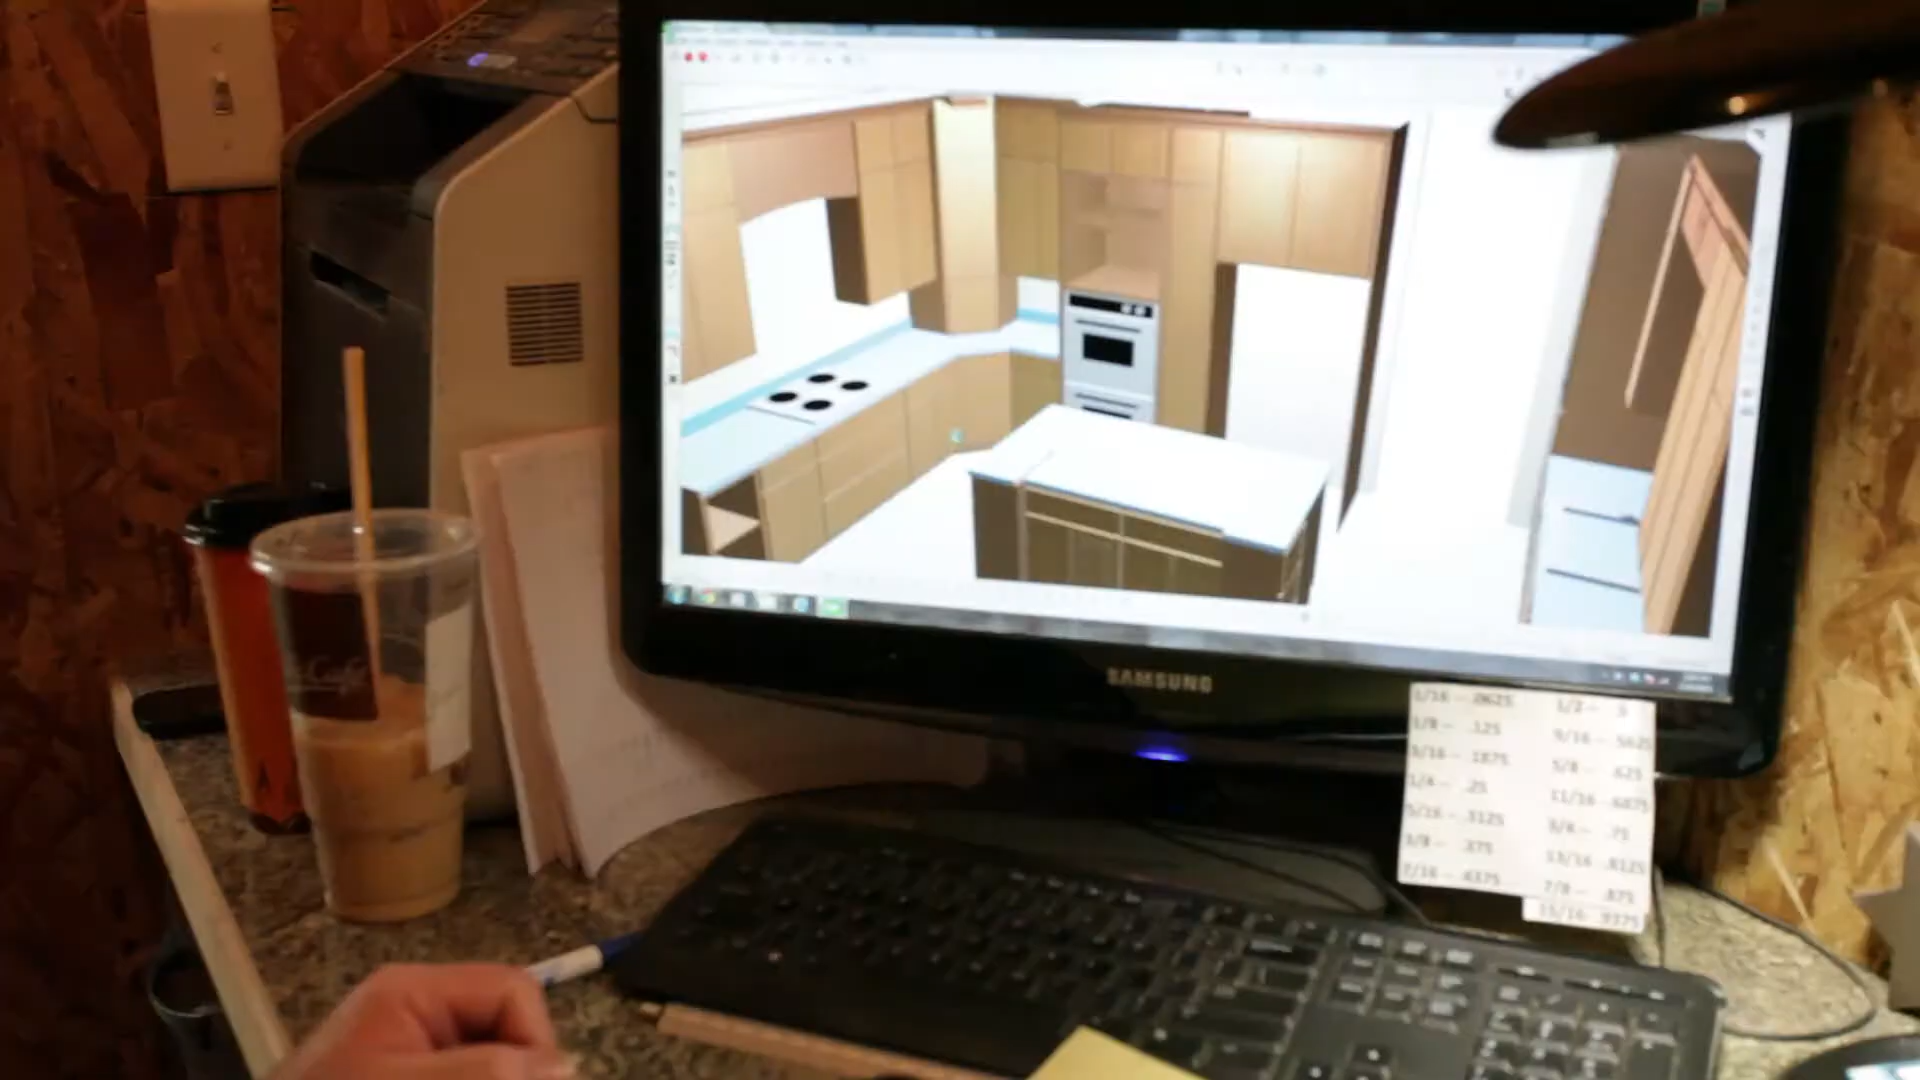 McCafé
SAMSUNG
1/16 - .0625
1/8 - .125
3/16 - .1875
1/4 - .25
5/16 - .3125
3/8 - .375
7/16 - .4375
1/2 - .5
9/16 - .5625
5/8 - .625
11/16 .6875
3/4 - .75
13/16 .8125
7/8 - .875
15/16 .9375